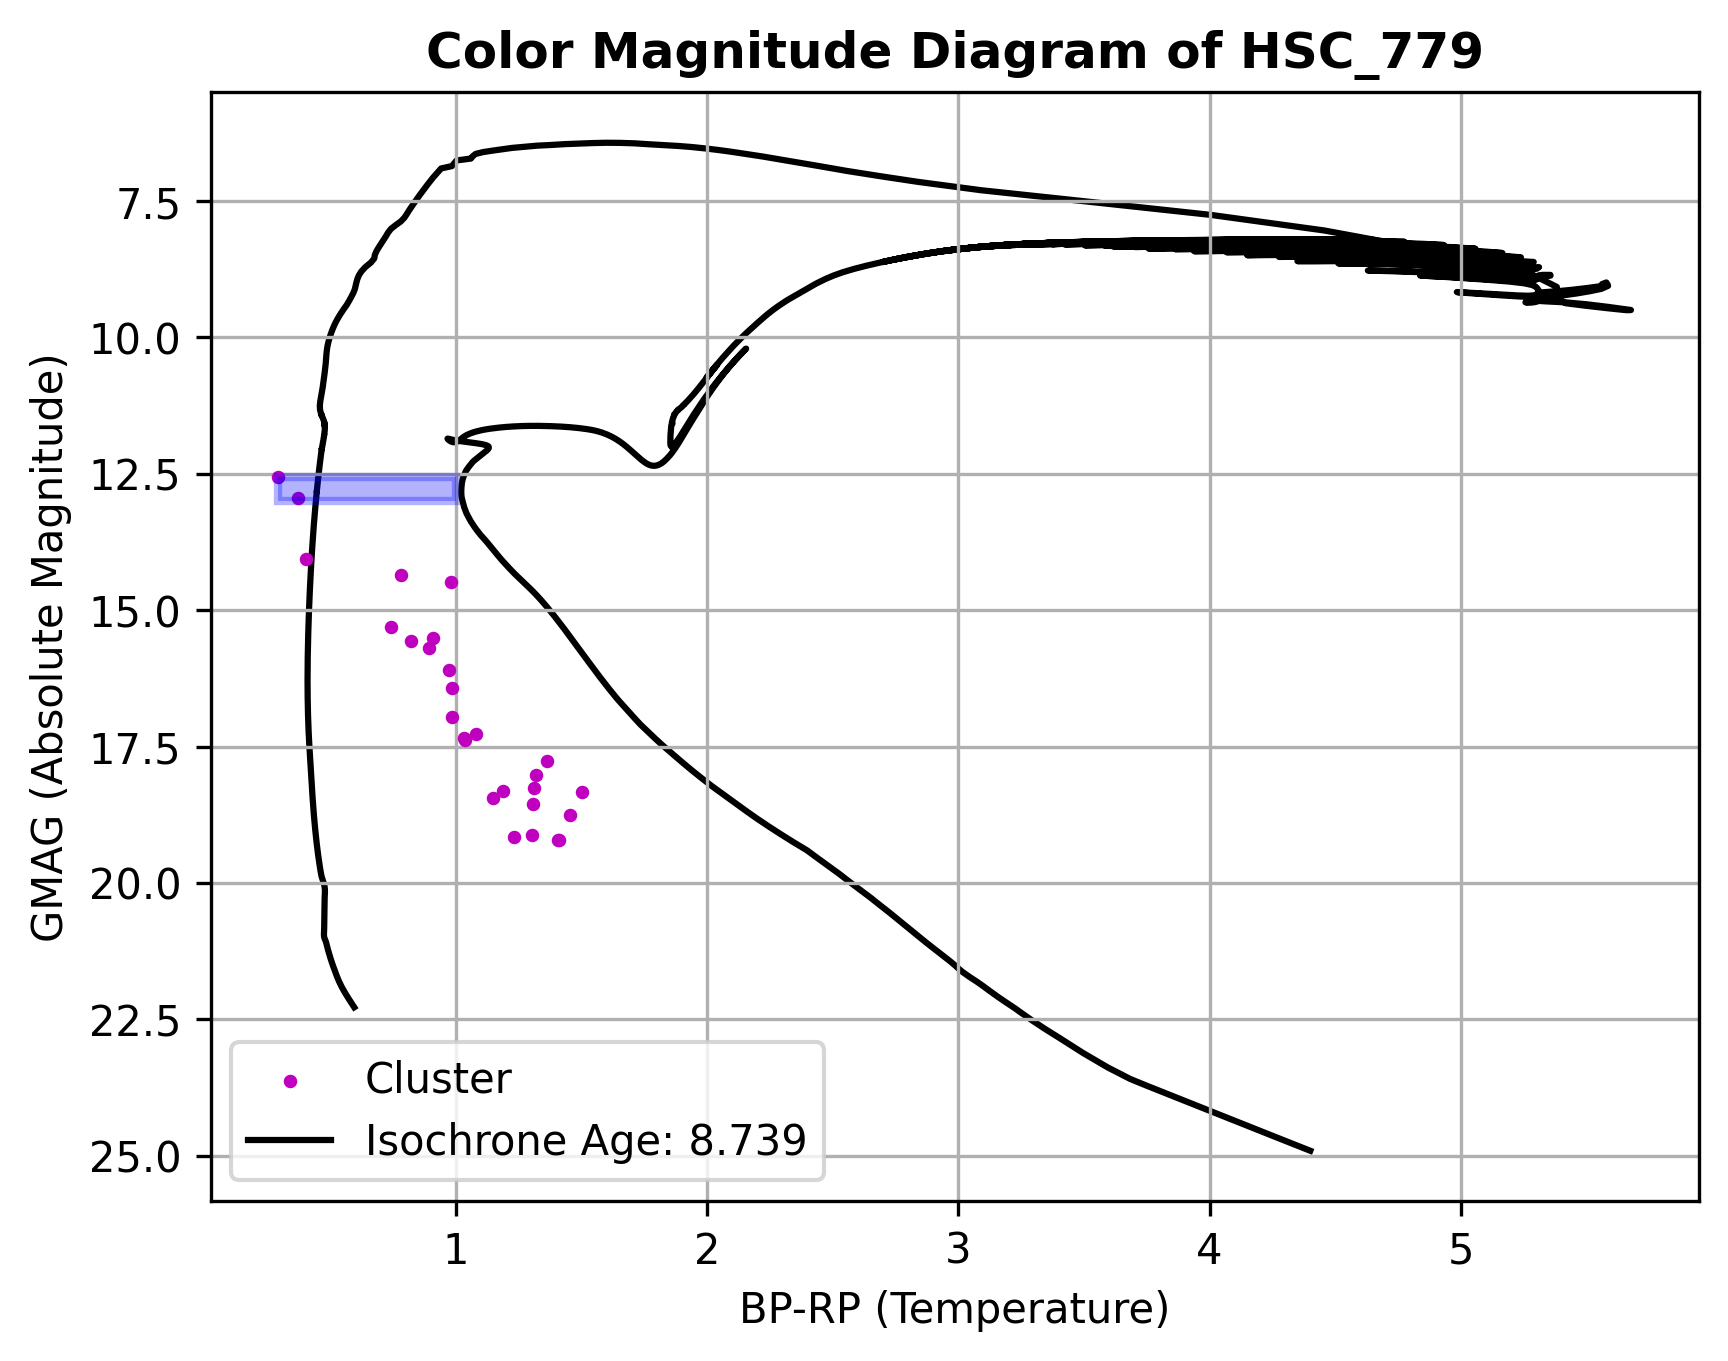 Color Magnitude Diagram of HSC_779
GMAG (Absolute Magnitude)
7.5
10.0
12.5
15.0
17.5
20.0
22.5
25.0
Cluster
Isochrone Age: 8.739
1 2 3 4 5
BP-RP (Temperature)